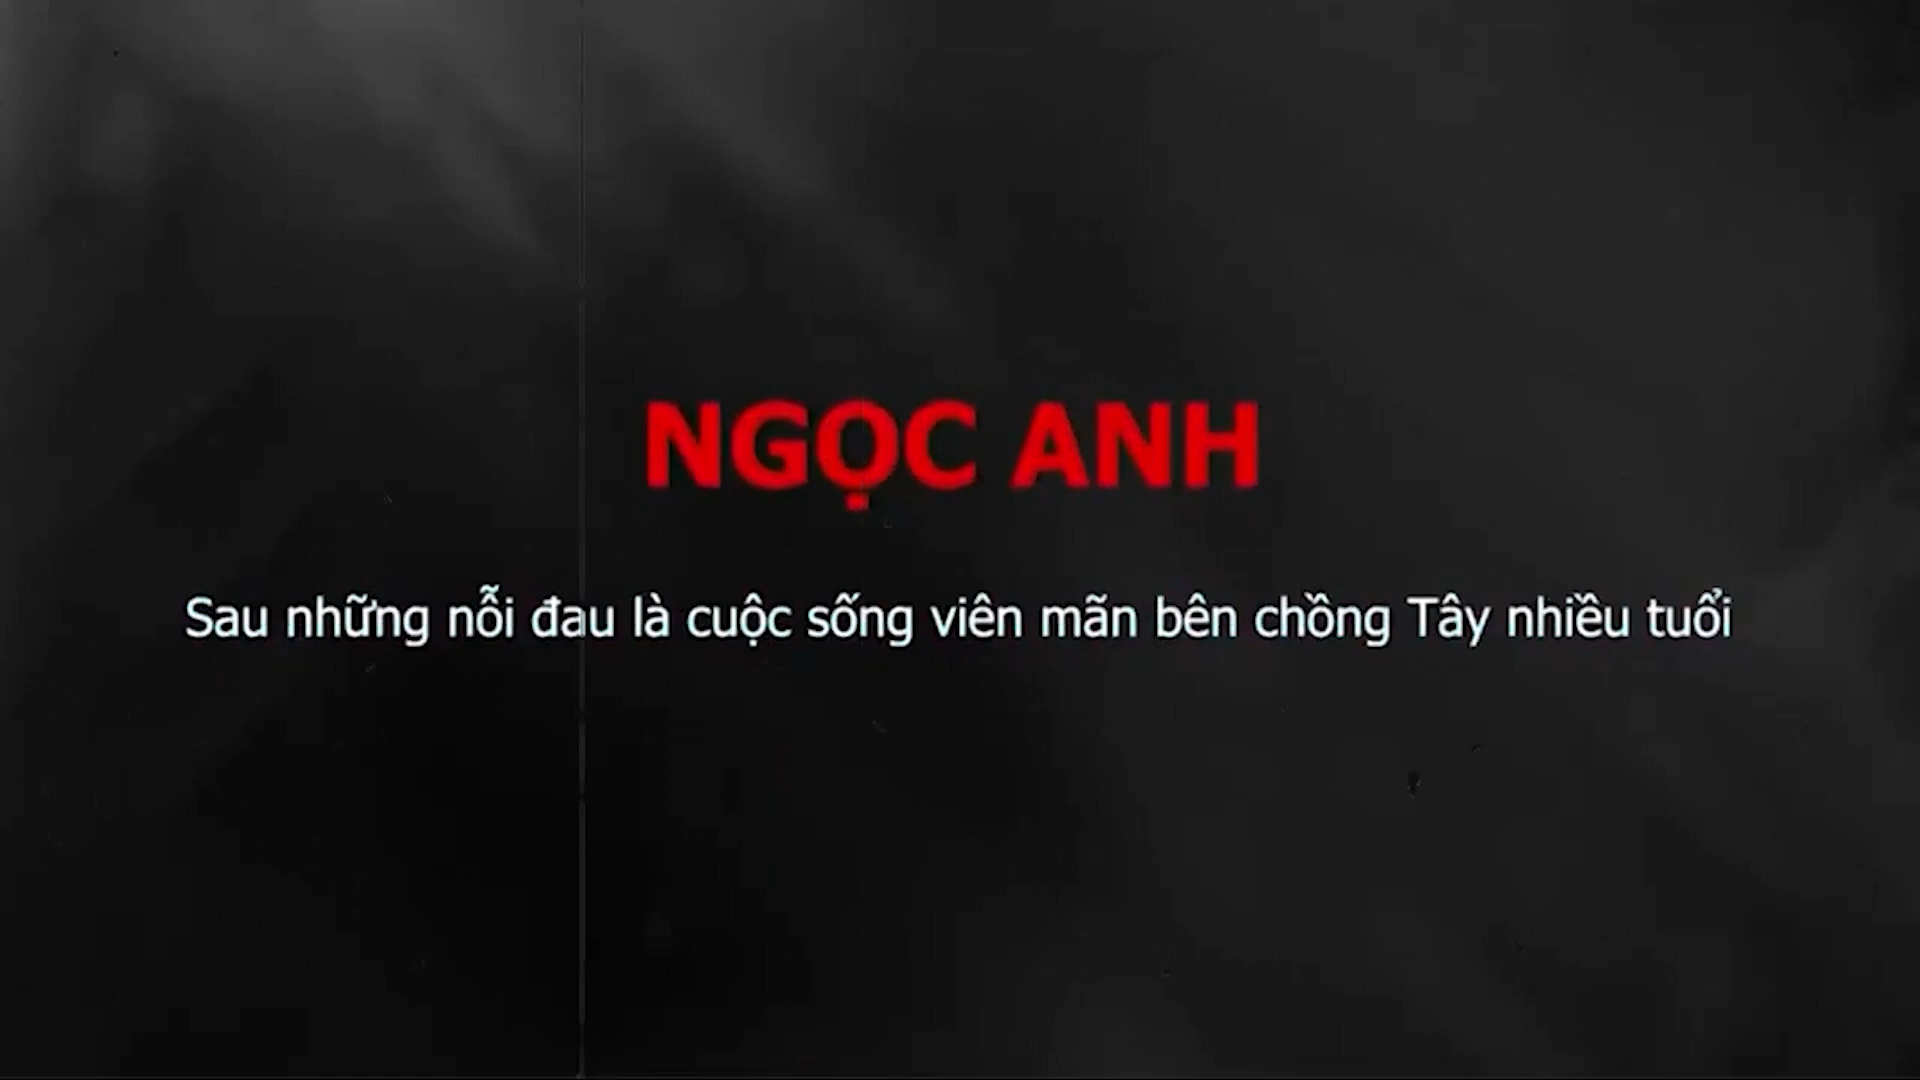 NGỌC ANH
Sau những nỗi đau là cuộc sống viên mãn bên chồng Tây nhiều tuổi